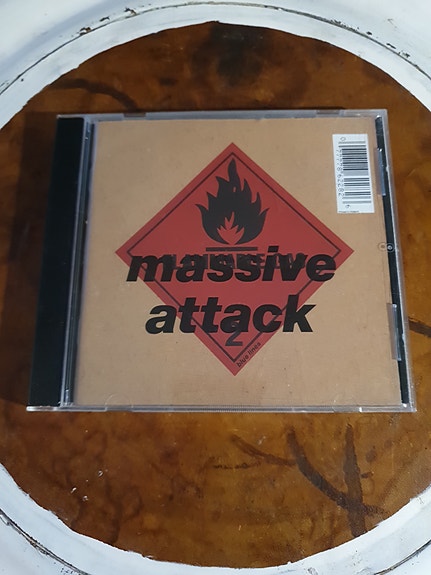 massive
attack
2
blue lines